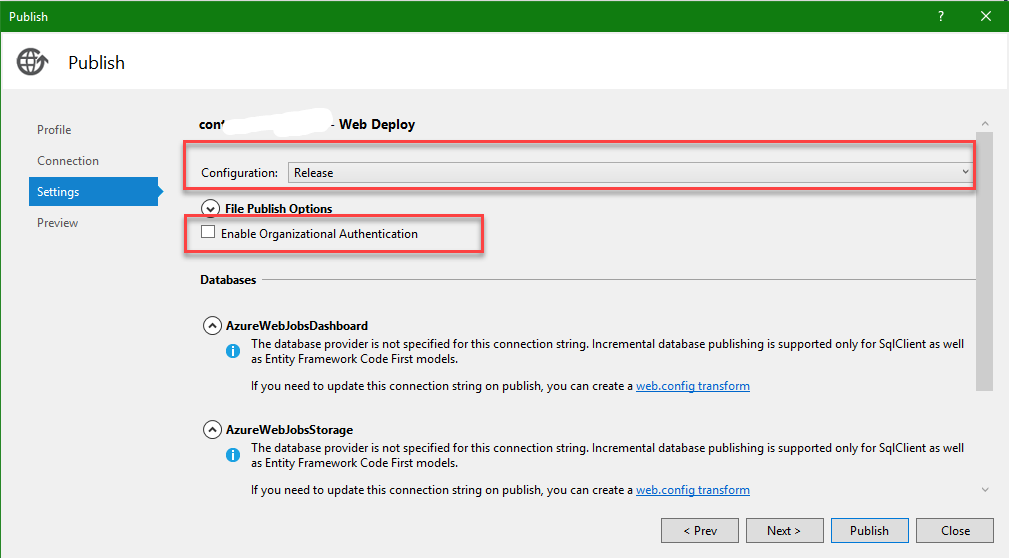 Publish
?
Publish
Profile
Connection
Settings
Preview
- Web Deploy
Configuration: Release
File Publish Options
Enable Organizational Authentication
Databases
AzureWebJobsDashboard
The database provider is not specified for this connection string. Incremental database publishing is supported only for SqlClient as well
as Entity Framework Code First models.
If you need to update this connection string on publish, you can create a web.config transform
AzureWebJobsStorage
The database provider is not specified for this connection string. Incremental database publishing is supported only for SqlClient as well
as Entity Framework Code First models.
If you need to update this connection string on publish, you can create a web.config transform
< Prev
Next >
Publish
Close